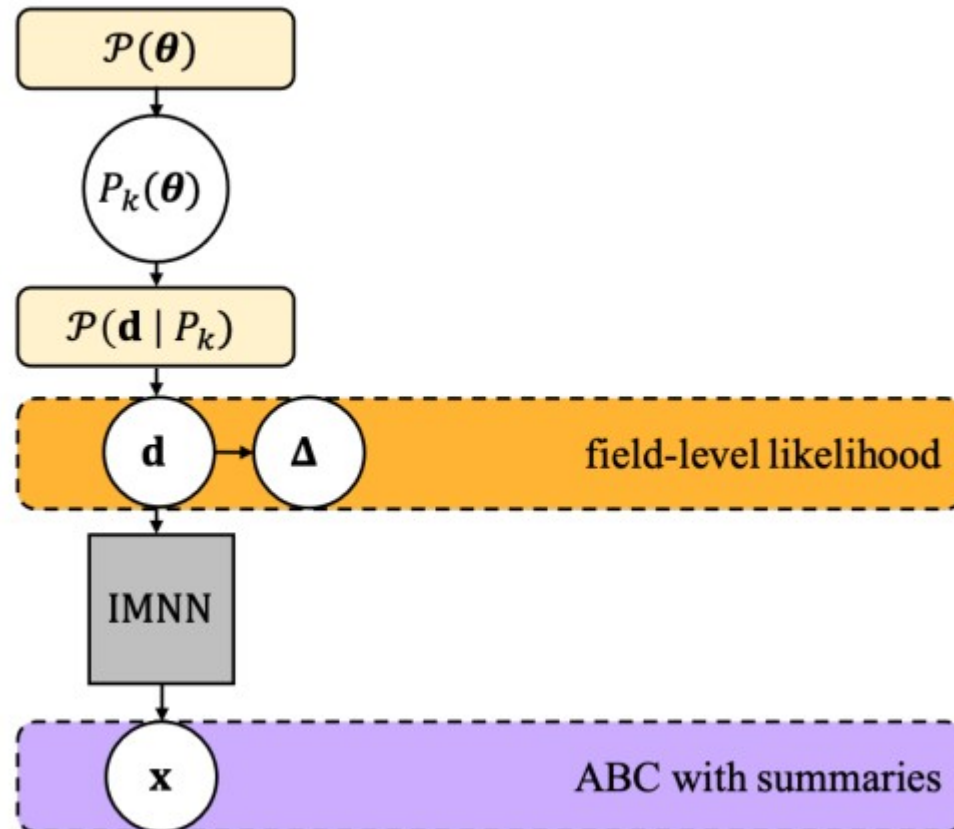 𝒫(𝜽)
P_k(𝜽)
𝒫(𝐝 | P_k)
𝐝 𝚫 field-level likelihood
IMNN
𝐱 ABC with summaries